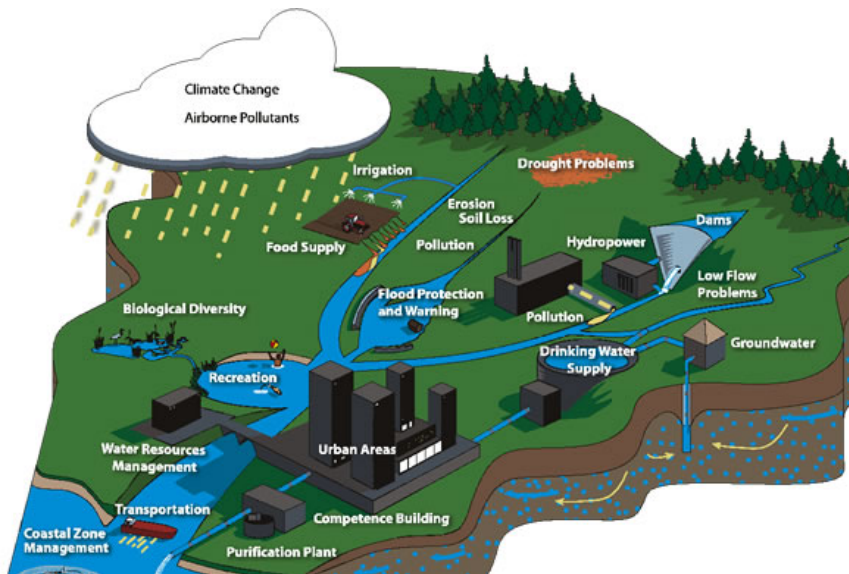 Climate Change
Airborne Pollutants
Irrigation
Drought Problems
Erosion
Soil Loss
Food Supply
Pollution
Dams
Hydropower
Low Flow
Problems
Flood Protection
and Warning
Biological Diversity
Pollution
Groundwater
Drinking Water
Supply
Recreation
Urban Areas
Water Resources
Management
Transportation
Competence Building
Coastal Zone
Management
Purification Plant